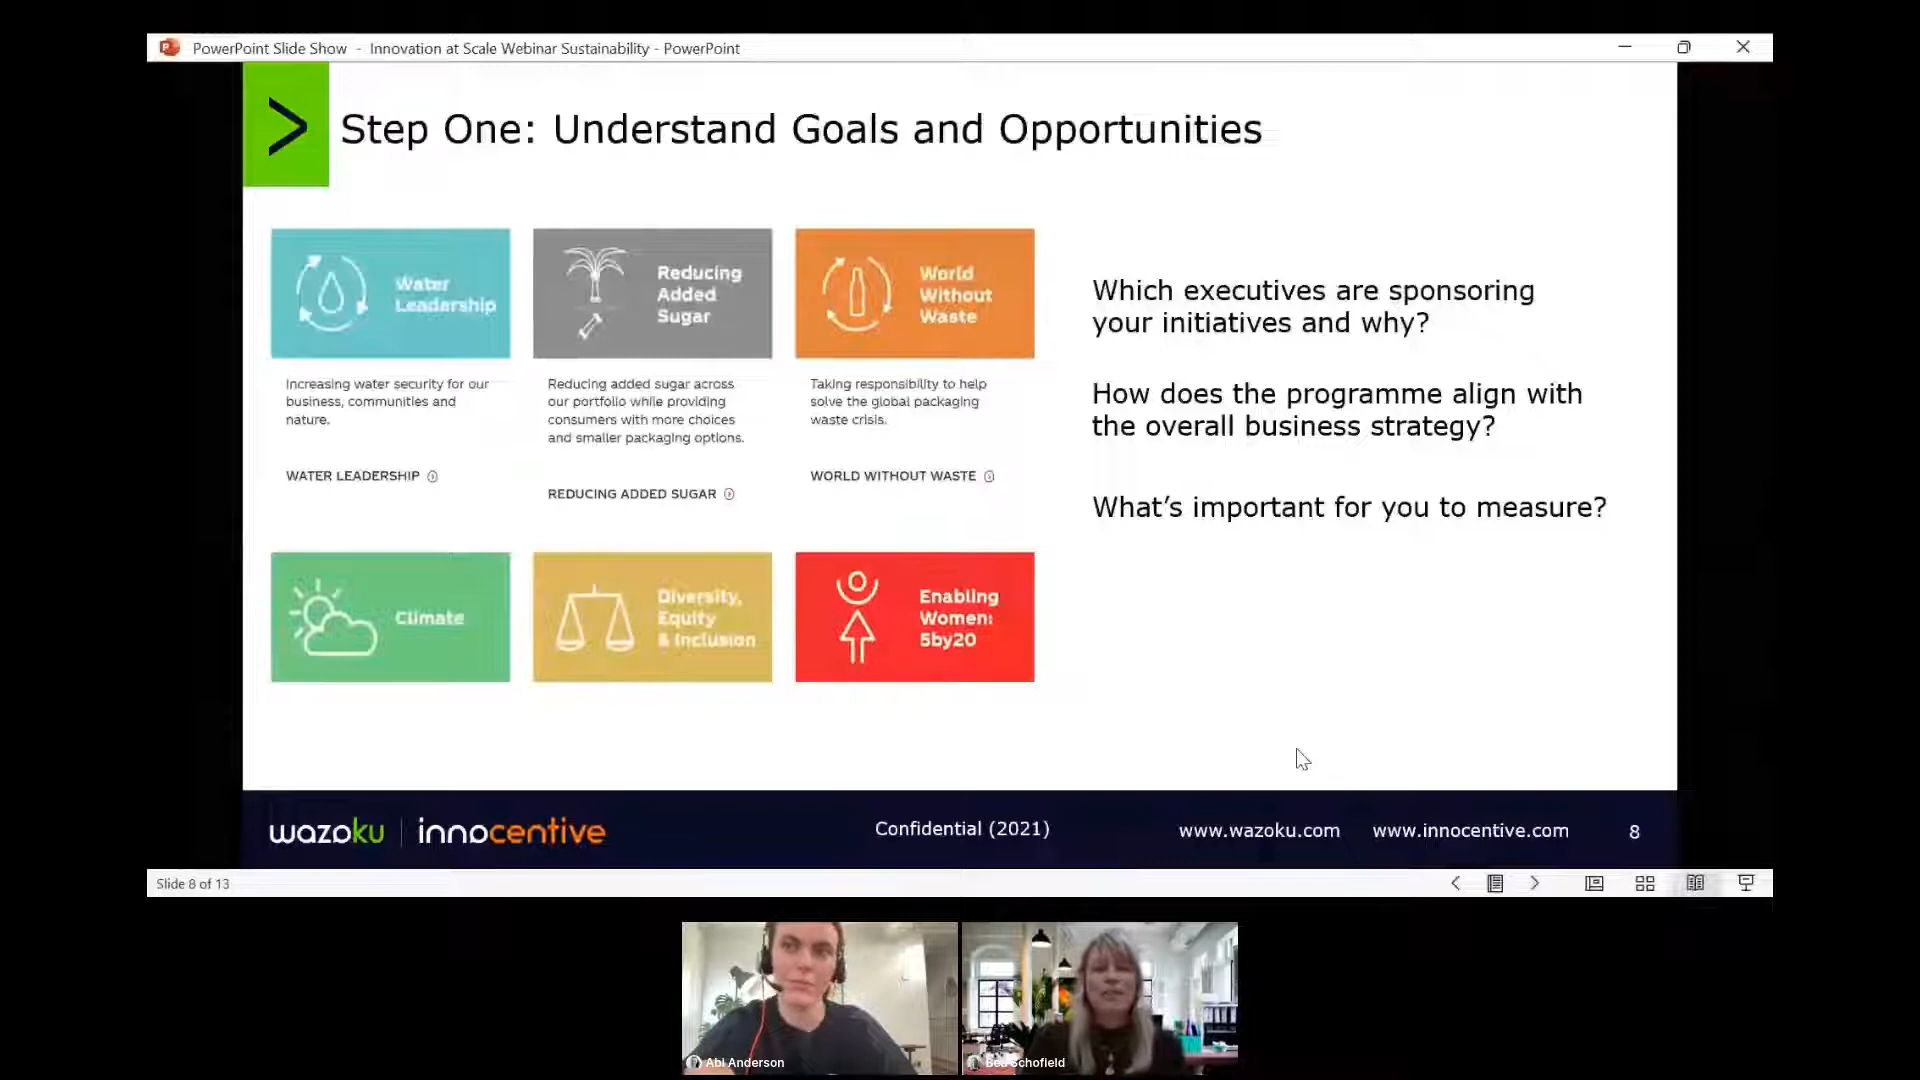 PowerPoint Slide Show - Innovation at Scale Webinar Sustainability - PowerPoint
Step One: Understand Goals and Opportunities
Water
Leadership
Increasing water security for our
business, communities and
nature.
WATER LEADERSHIP
Reducing
Added
Sugar
Reducing added sugar across
our portfolio while providing
consumers with more choices
and smaller packaging options.
REDUCING ADDED SUGAR
World
Without
Waste
Taking responsibility to help
solve the global packaging
waste crisis.
WORLD WITHOUT WASTE
Climate
Diversity,
Equity
& Inclusion
Enabling
Women:
5by20
Which executives are sponsoring
your initiatives and why?
How does the programme align with
the overall business strategy?
What's important for you to measure?
wazoku innocentive
Confidential (2021)
www.wazoku.com www.innocentive.com 8
Slide 8 of 13
Abi Anderson
Schofield